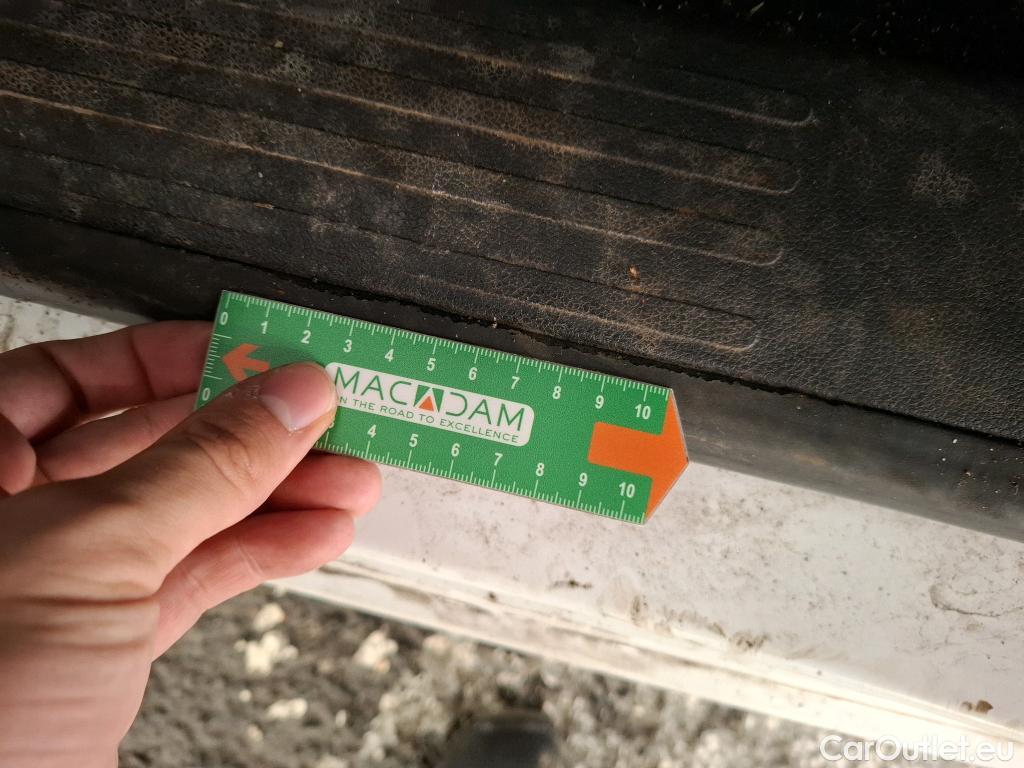 0 1 2 3 4 5 6 7 8 9 10
MACADAM
ON THE ROAD TO EXCELLENCE
0 3 4 5 6 7 8 9 10
CarOutlet.eu